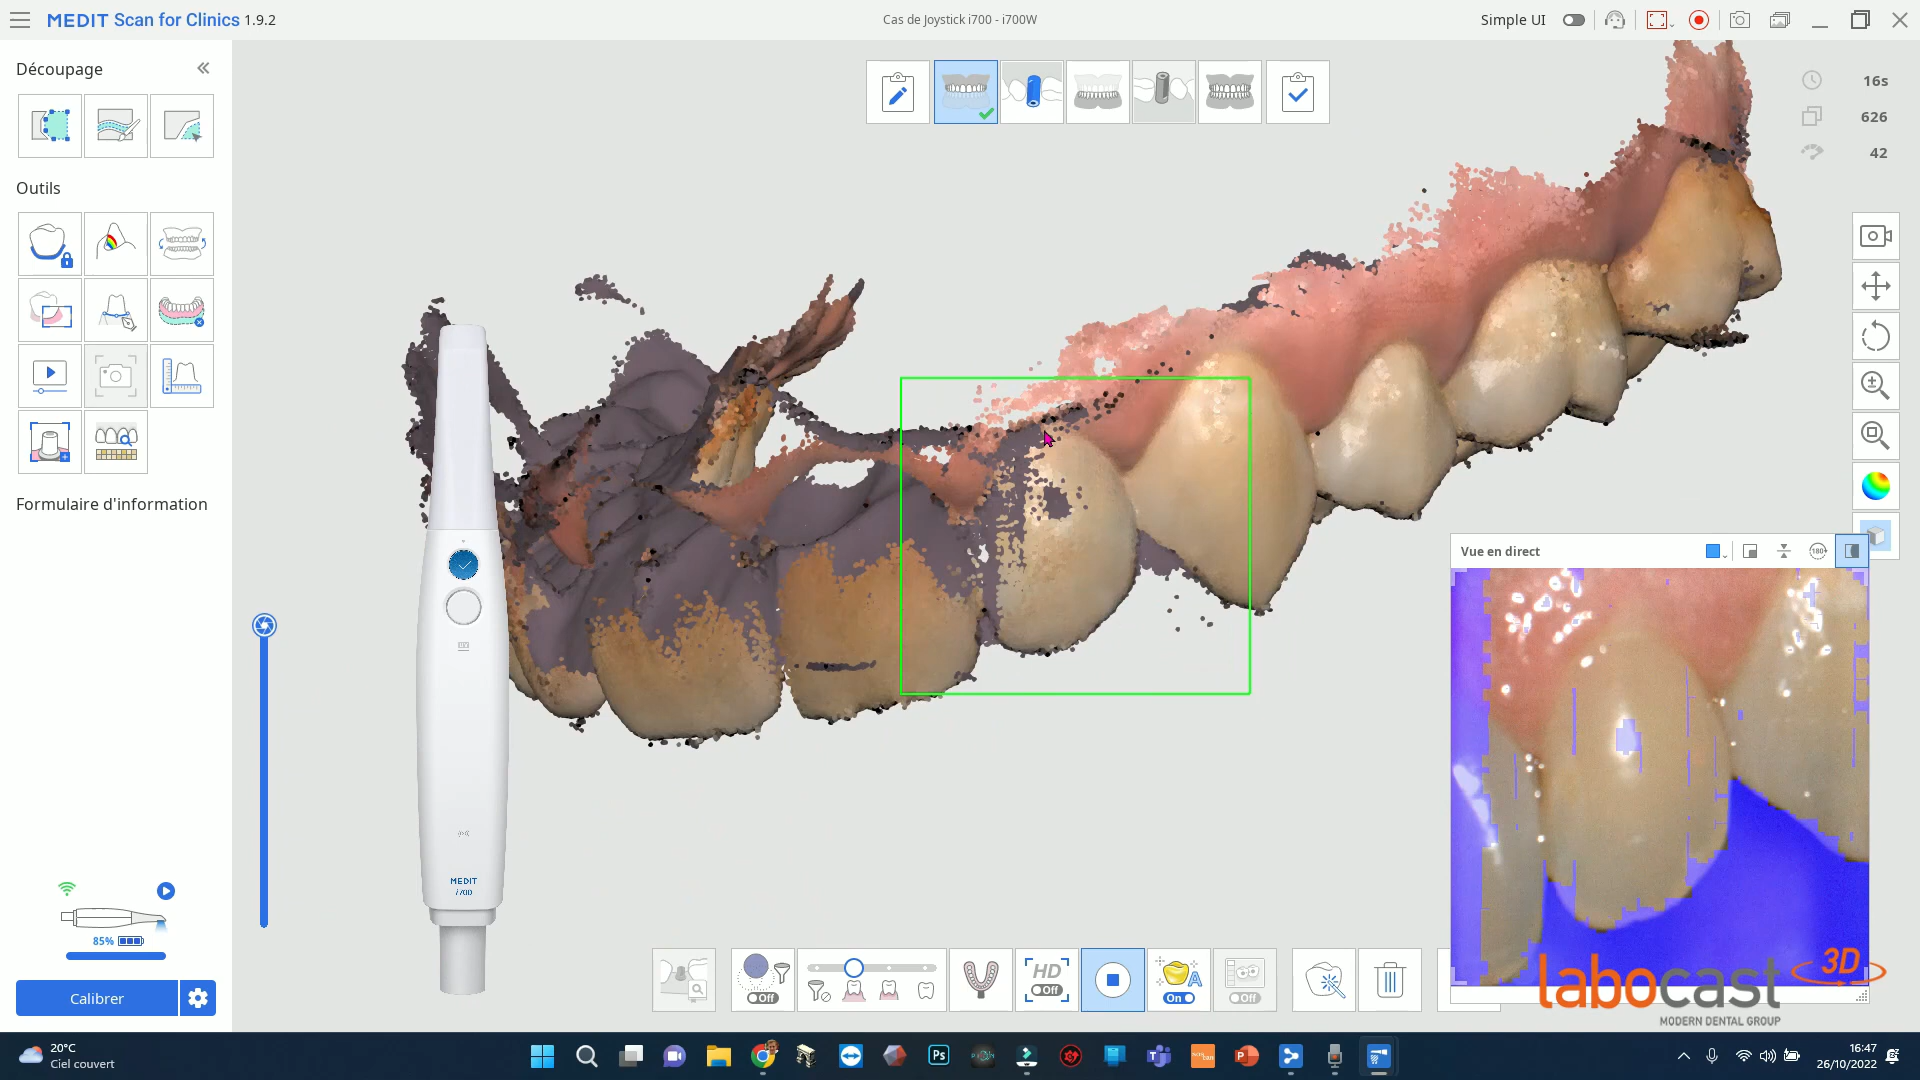 MEDIT Scan for Clinics 1.9.2
Cas de Joystick i700 - i700W
Simple UI
Découpage
16s
626
42
Outils
Formulaire d'information
Vue en direct
180°
MEDIT
i700
85%
Calibrer
Off
HD
Off
A
On
Off
labocast 3D
MODERN DENTAL GROUP
20°C
Ciel couvert
Ps
16:47
26/10/2022